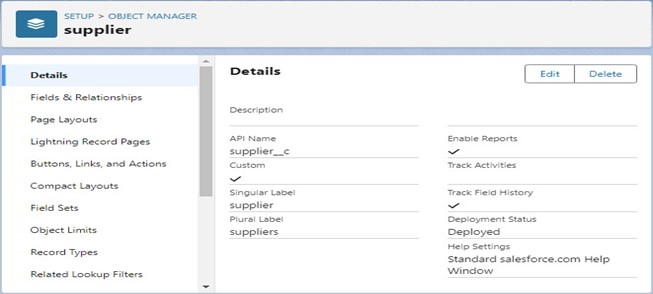 SETUP > OBJECT MANAGER
supplier
Details
Fields & Relationships
Page Layouts
Lightning Record Pages
Buttons, Links, and Actions
Compact Layouts
Field Sets
Object Limits
Record Types
Related Lookup Filters
Details
Edit
Delete
Description
API Name
supplier__c
Custom
✓
Singular Label
supplier
Plural Label
suppliers
Enable Reports
✓
Track Activities
Track Field History
✓
Deployment Status
Deployed
Help Settings
Standard salesforce.com Help
Window